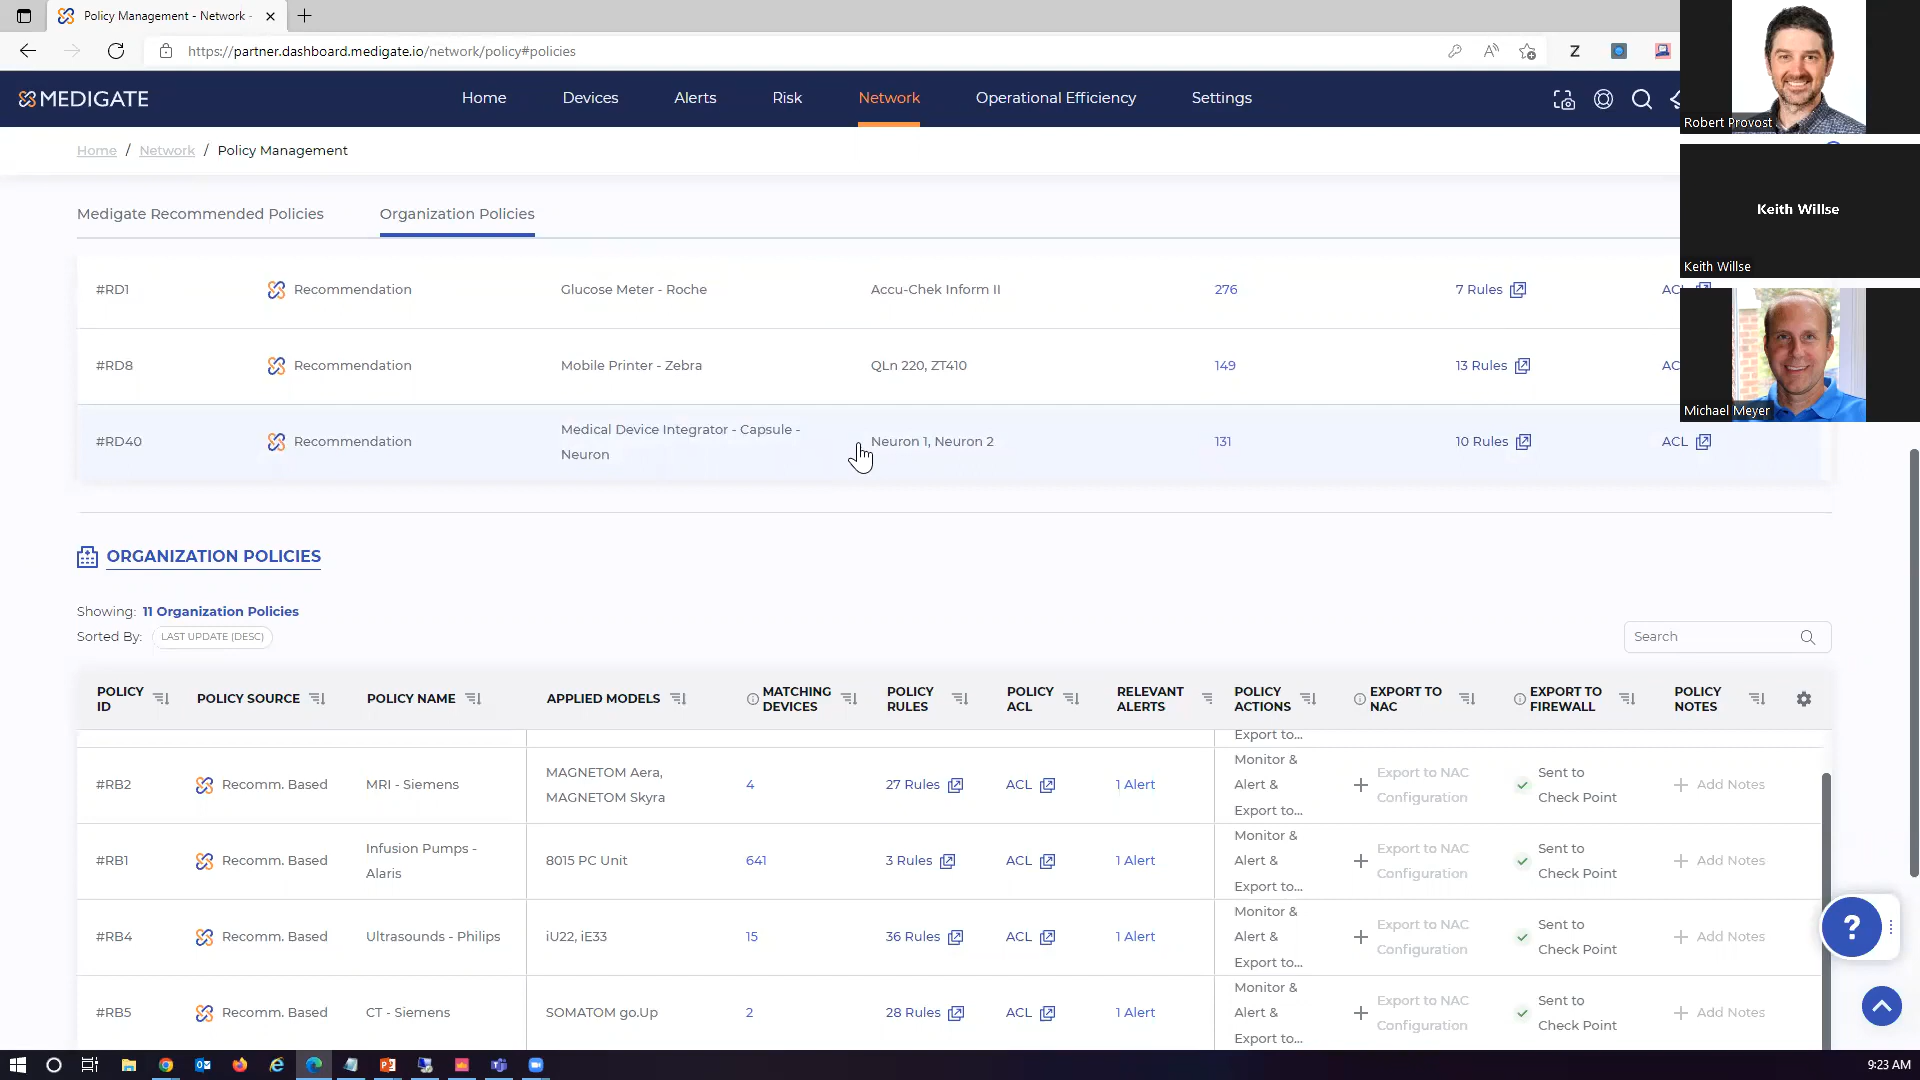 Policy Management - Network -
https://partner.dashboard.medigate.io/network/policy#policies
MEDIGATE
Home
Devices
Alerts
Risk
Network
Operational Efficiency
Settings
Robert Provost
Home / Network / Policy Management
Keith Willse
Keith Willse
Medigate Recommended Policies
Organization Policies
#RD1 Recommendation Glucose Meter - Roche Accu-Chek Inform II 276 7 Rules
#RD8 Recommendation Mobile Printer - Zebra QLn 220, ZT410 149 13 Rules
Michael Meyer
#RD40 Recommendation Medical Device Integrator - Capsule -
Neuron
Neuron 1, Neuron 2 131 10 Rules ACL
ORGANIZATION POLICIES
Showing: 11 Organization Policies
Sorted By: LAST UPDATE (DESC)
Search
POLICY
ID
POLICY SOURCE
POLICY NAME
APPLIED MODELS
MATCHING
DEVICES
POLICY
RULES
POLICY
ACL
RELEVANT
ALERTS
POLICY
ACTIONS
EXPORT TO
NAC
EXPORT TO
FIREWALL
POLICY
NOTES
Export to...
#RB2
Recomm. Based
MRI - Siemens
MAGNETOM Aera,
MAGNETOM Skyra
4
27 Rules
ACL
1 Alert
Monitor &
Alert &
Export to...
Export to NAC
Configuration
Sent to
Check Point
Add Notes
#RB1
Recomm. Based
Infusion Pumps -
Alaris
8015 PC Unit
641
3 Rules
ACL
1 Alert
Monitor &
Alert &
Export to...
Export to NAC
Configuration
Sent to
Check Point
Add Notes
#RB4
Recomm. Based
Ultrasounds - Philips
iU22, iE33
15
36 Rules
ACL
1 Alert
Monitor &
Alert &
Export to...
Export to NAC
Configuration
Sent to
Check Point
Add Notes
#RB5
Recomm. Based
CT - Siemens
SOMATOM go.Up
2
28 Rules
ACL
1 Alert
Monitor &
Alert &
Export to...
Export to NAC
Configuration
Sent to
Check Point
Add Notes
?
9:23 AM